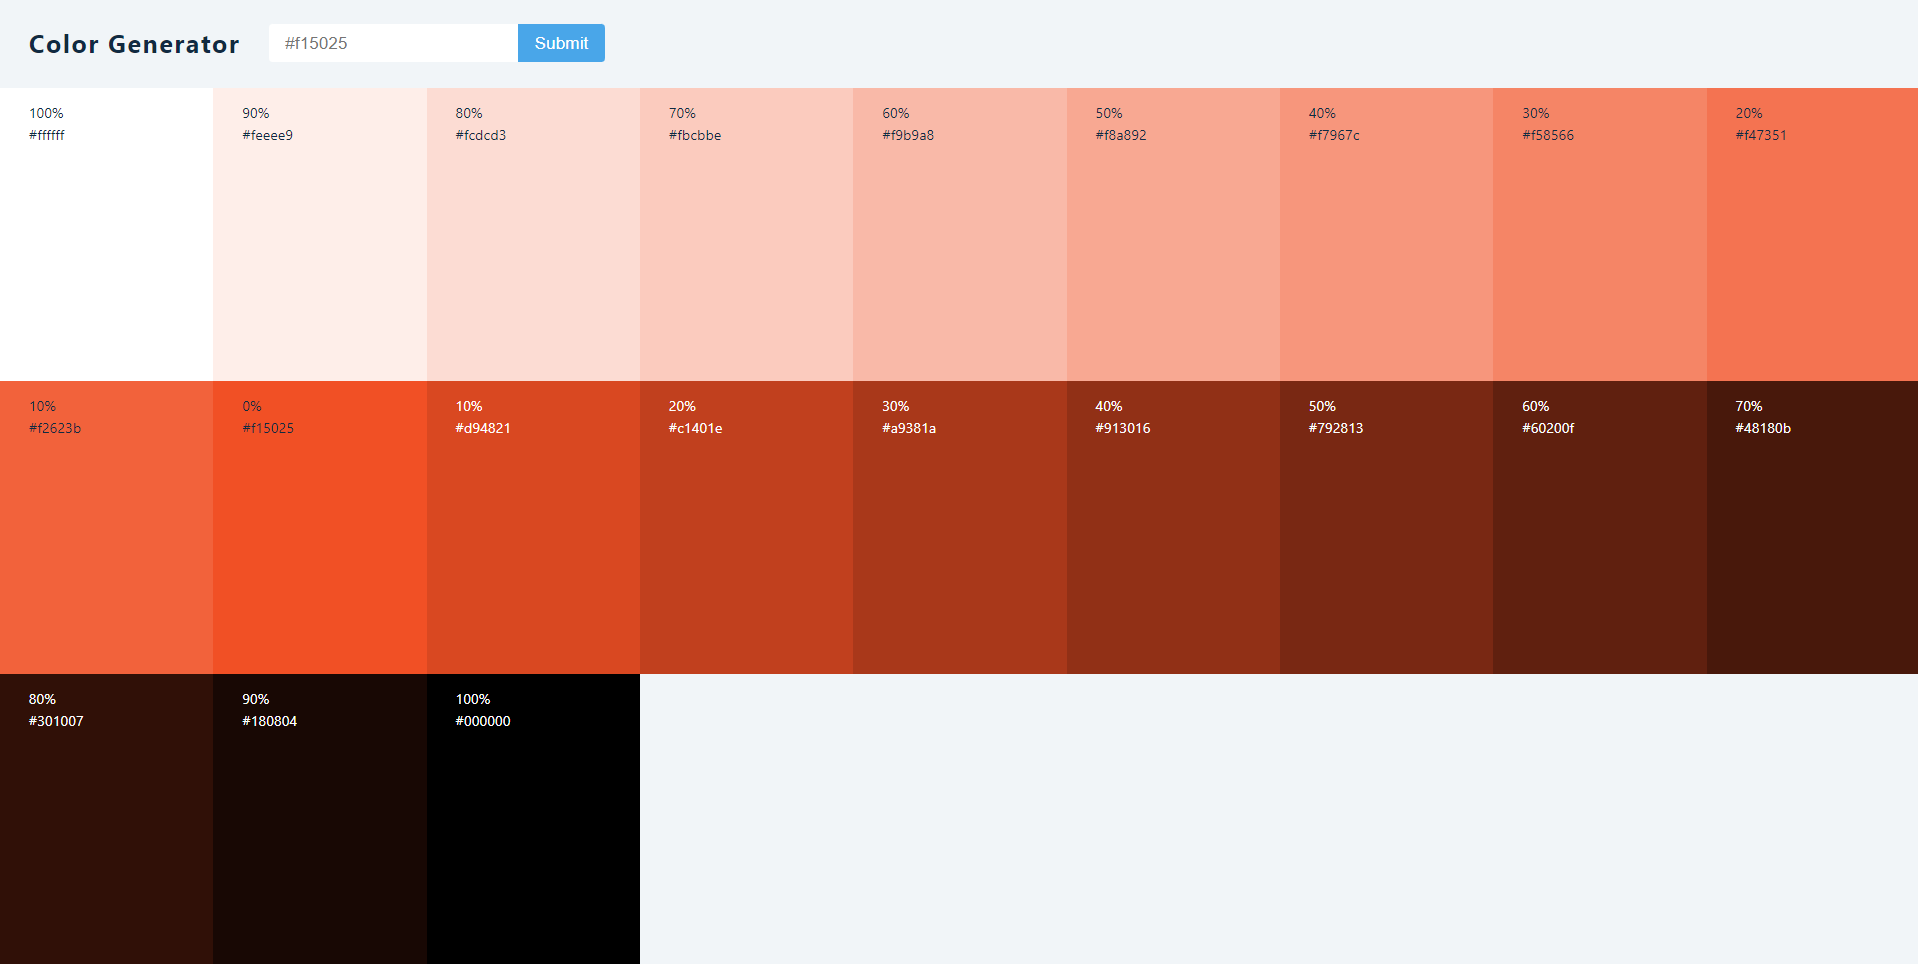 Color Generator
#f15025
Submit
100%
#ffffff
90%
#feeee9
80%
#fcdcd3
70%
#fbcbbe
60%
#f9b9a8
50%
#f8a892
40%
#f7967c
30%
#f58566
20%
#f47351
10%
#f2623b
0%
#f15025
10%
#d94821
20%
#c1401e
30%
#a9381a
40%
#913016
50%
#792813
60%
#60200f
70%
#48180b
80%
#301007
90%
#180804
100%
#000000